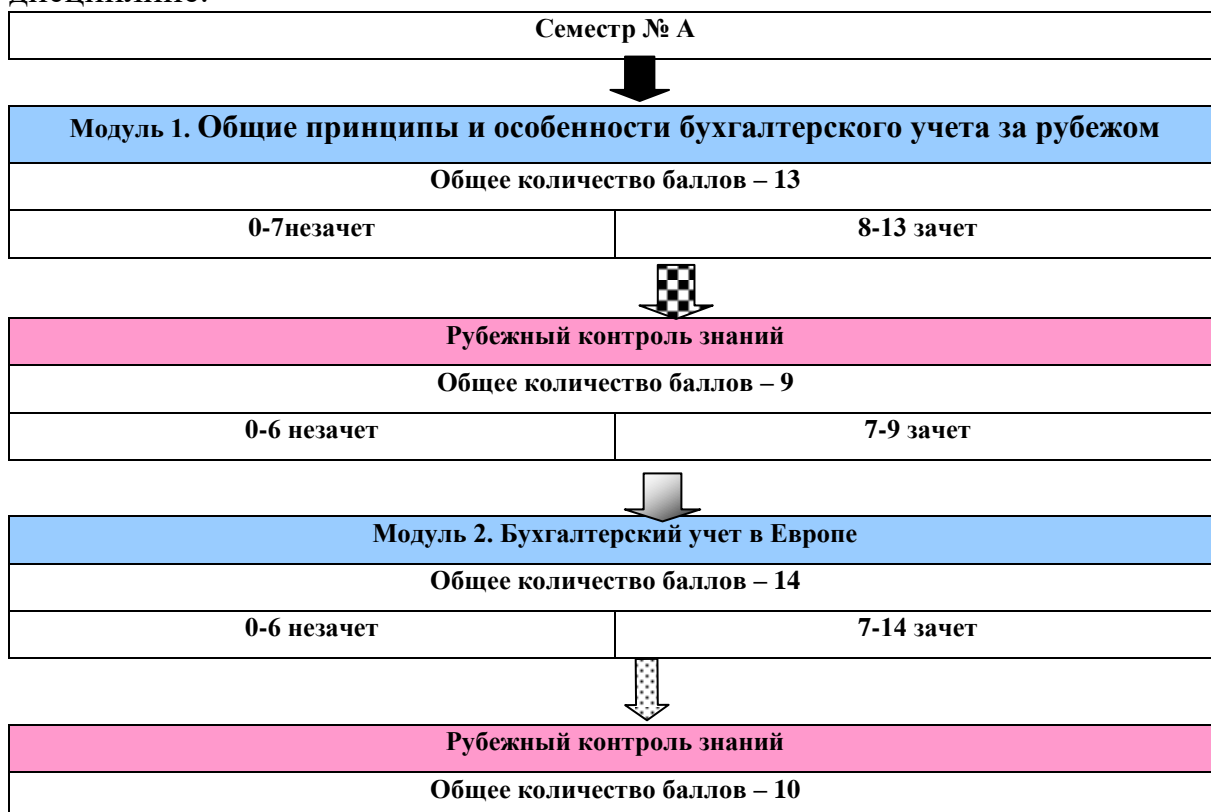 дисциплине:
Семестр № А
Модуль 1. Общие принципы и особенности бухгалтерского учета за рубежом
Общее количество баллов – 13
0-7незачет
8-13 зачет
Рубежный контроль знаний
Общее количество баллов – 9
0-6 незачет
7-9 зачет
Модуль 2. Бухгалтерский учет в Европе
Общее количество баллов – 14
0-6 незачет
7-14 зачет
Рубежный контроль знаний
Общее количество баллов – 10